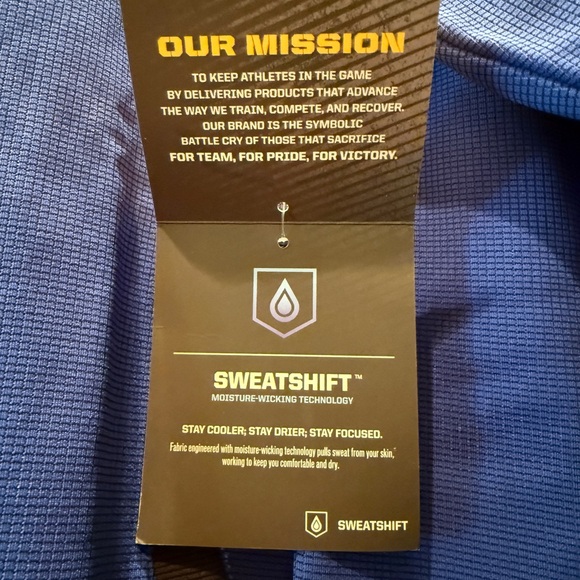 OUR MISSION
TO KEEP ATHLETES IN THE GAME
BY DELIVERING PRODUCTS THAT ADVANCE
THE WAY WE TRAIN, COMPETE, AND RECOVER.
OUR BRAND IS THE SYMBOLIC
BATTLE CRY OF THOSE THAT SACRIFICE
FOR TEAM, FOR PRIDE, FOR VICTORY.
SWEATSHIFT™
MOISTURE-WICKING TECHNOLOGY
STAY COOLER; STAY DRIER; STAY FOCUSED.
Fabric engineered with moisture-wicking technology pulls sweat from your skin,
working to keep you comfortable and dry.
SWEATSHIFT